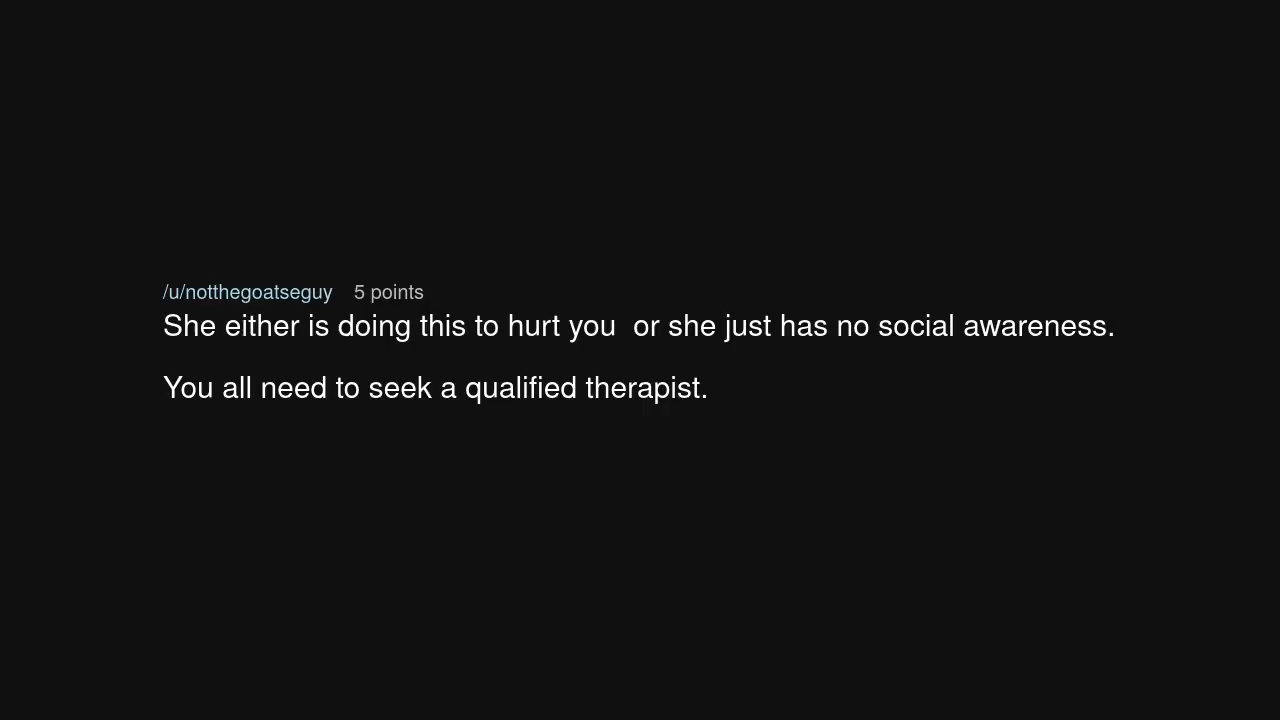 /u/notthegoatseguy 5 points
She either is doing this to hurt you  or she just has no social awareness.
You all need to seek a qualified therapist.